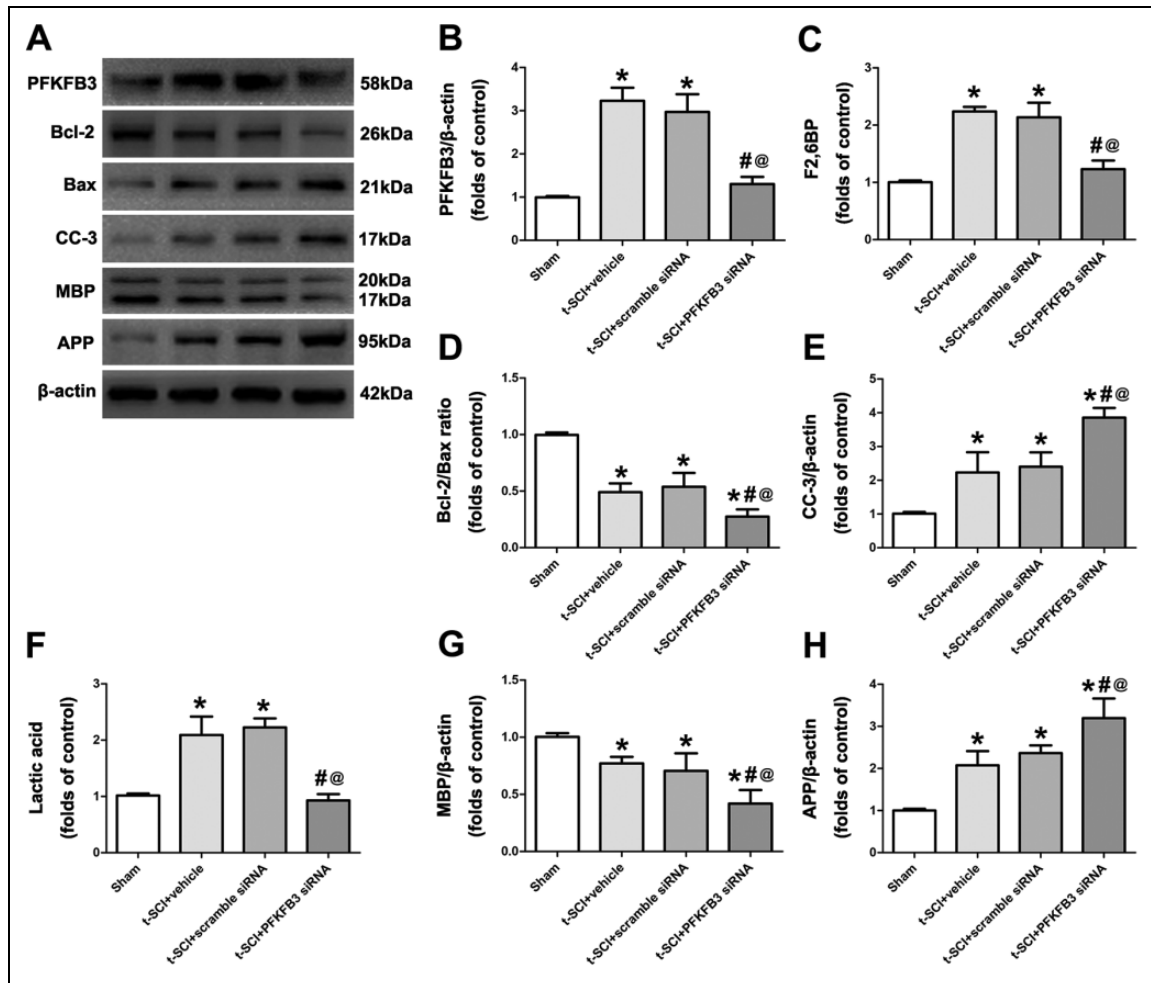 A
PFKFB3 58kDa
Bcl-2 26kDa
Bax 21kDa
CC-3 17kDa
MBP 20kDa
17kDa
APP 95kDa
β-actin 42kDa
B
PFKFB3/β-actin
(folds of control)
4
3
2
1
0
* * #@
Sham
t-SCI+vehicle
t-SCI+scramble siRNA
t-SCI+PFKFB3 siRNA
C
F2,6BP
(folds of control)
3
2
1
0
* * #@
Sham
t-SCI+vehicle
t-SCI+scramble siRNA
t-SCI+PFKFB3 siRNA
D
Bcl-2/Bax ratio
(folds of control)
1.5
1.0
0.5
0.0
* * *#@
Sham
t-SCI+vehicle
t-SCI+scramble siRNA
t-SCI+PFKFB3 siRNA
E
CC-3/β-actin
(folds of control)
5
4
3
2
1
0
* * *#@
Sham
t-SCI+vehicle
t-SCI+scramble siRNA
t-SCI+PFKFB3 siRNA
F
Lactic acid
(folds of control)
3
2
1
0
* * #@
Sham
t-SCI+vehicle
t-SCI+scramble siRNA
t-SCI+PFKFB3 siRNA
G
MBP/β-actin
(folds of control)
1.5
1.0
0.5
0.0
* * *#@
Sham
t-SCI+vehicle
t-SCI+scramble siRNA
t-SCI+PFKFB3 siRNA
H
APP/β-actin
(folds of control)
4
3
2
1
0
* * *#@
Sham
t-SCI+vehicle
t-SCI+scramble siRNA
t-SCI+PFKFB3 siRNA